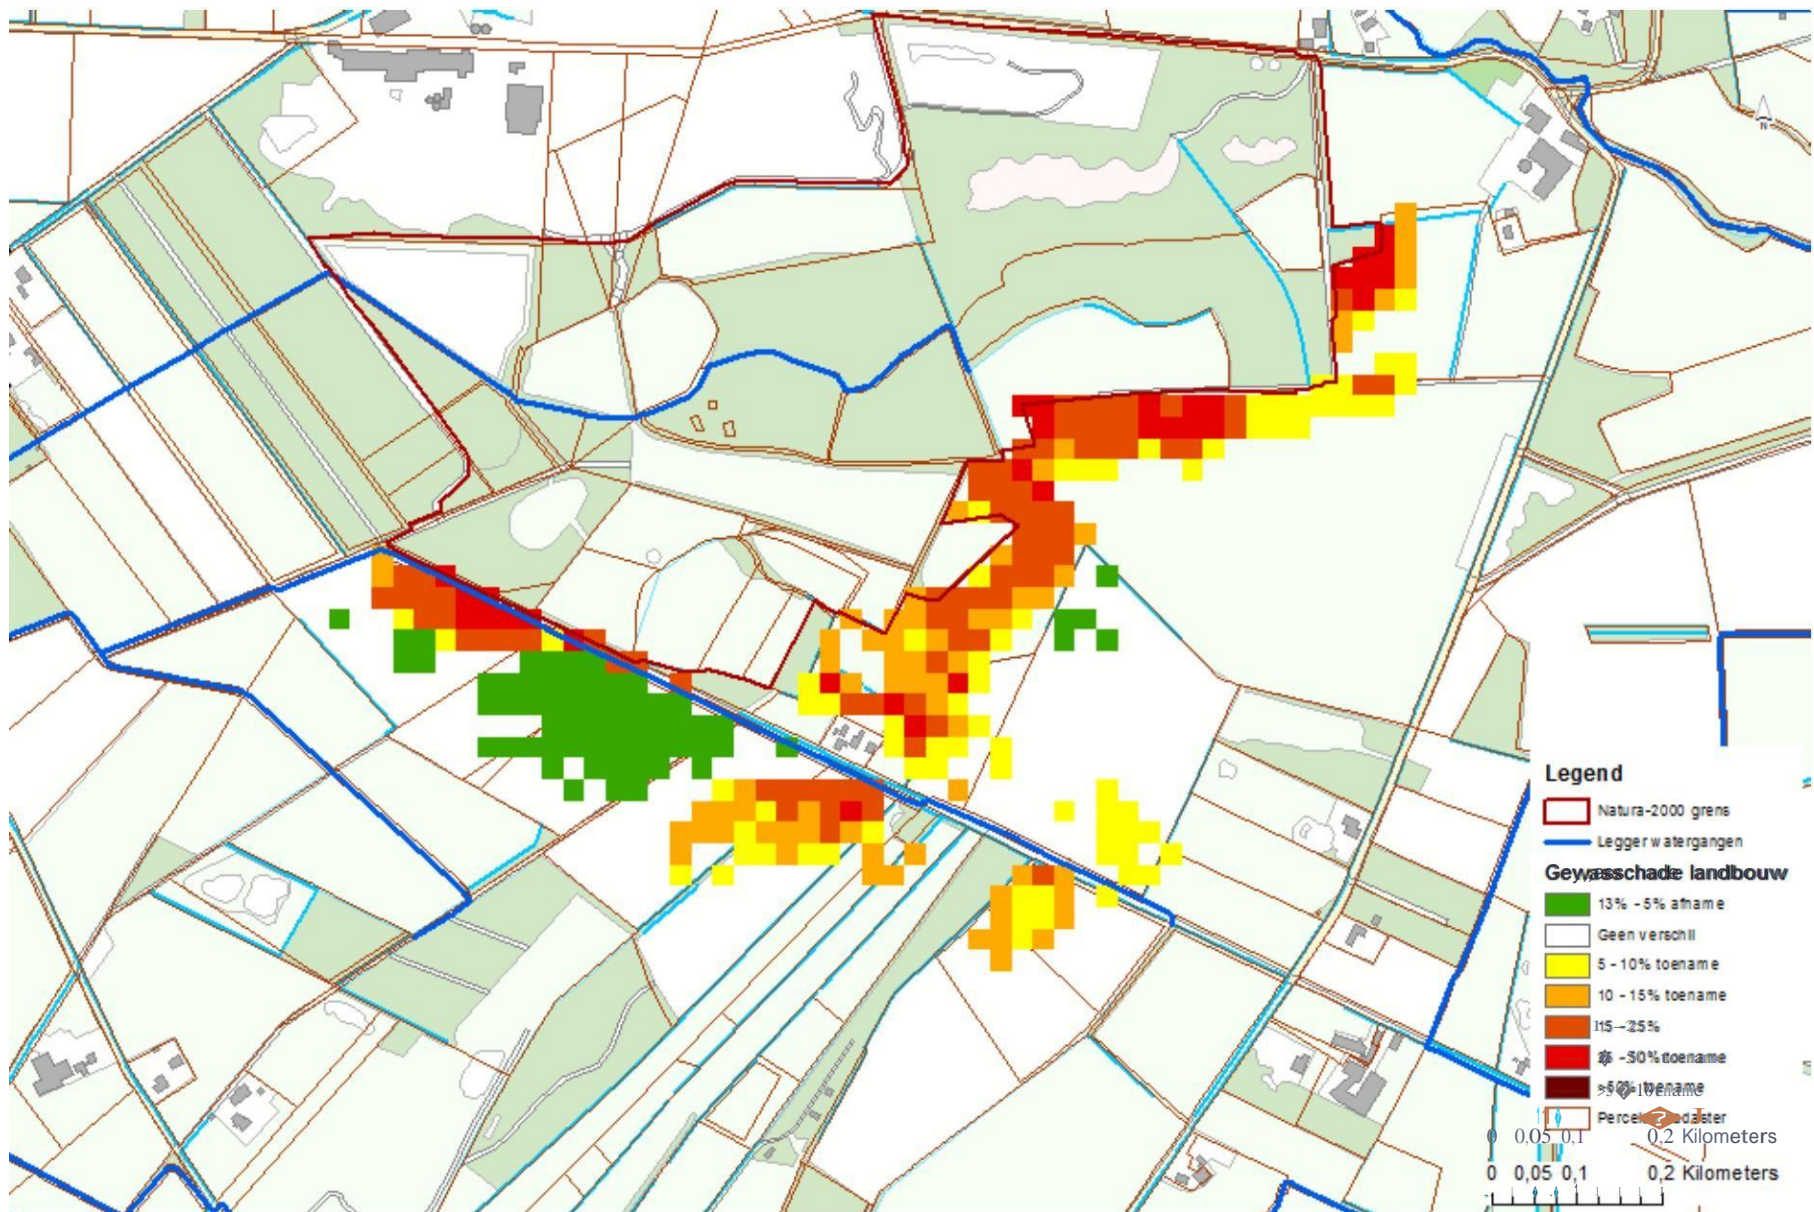 N
Legend
Natura-2000 grens
Legger watergangen
Gewasschade landbouw
13% - 5% afname
Geen verschil
5 - 10% toename
10 - 15% toename
15 - 25%
- 50% toename
toename
0 0,05 0,1 0,2 Kilometers
0 0,05 0,1 0,2 Kilometers